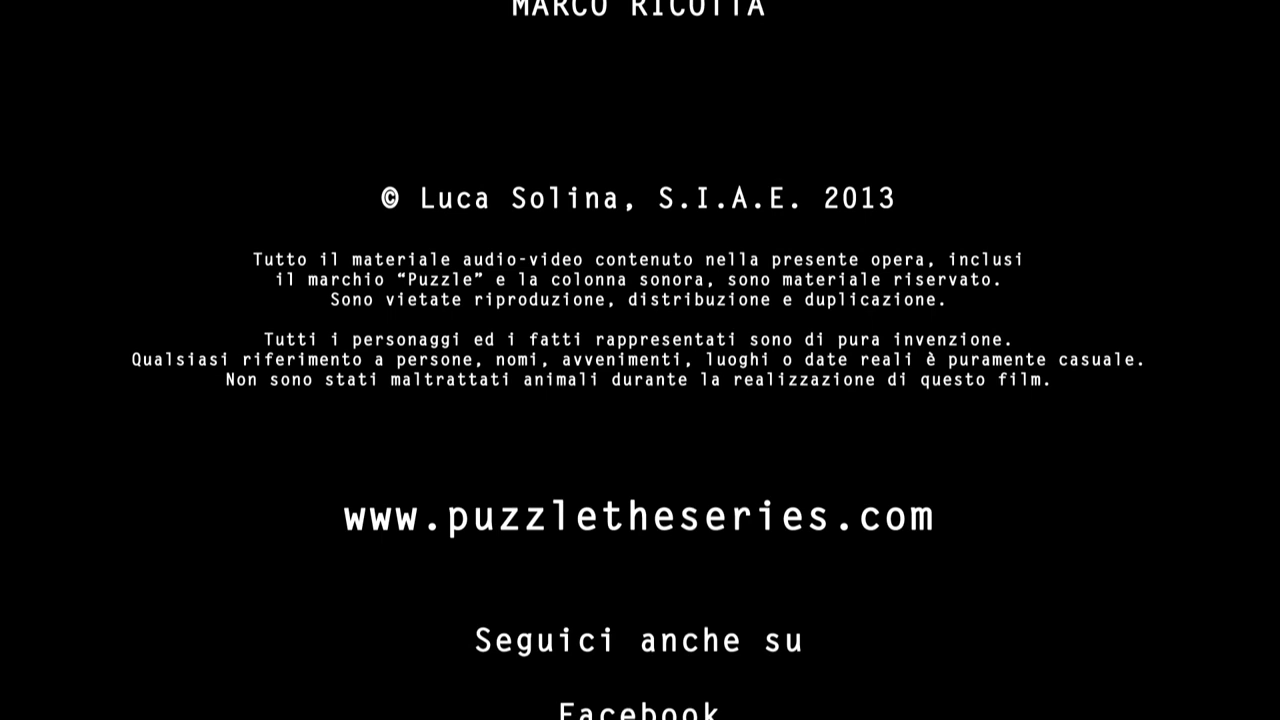 MARCO RICOTTA
© Luca Solina, S.I.A.E. 2013
Tutto il materiale audio-video contenuto nella presente opera, inclusi
il marchio “Puzzle” e la colonna sonora, sono materiale riservato.
Sono vietate riproduzione, distribuzione e duplicazione.
Tutti i personaggi ed i fatti rappresentati sono di pura invenzione.
Qualsiasi riferimento a persone, nomi, avvenimenti, luoghi o date reali è puramente casuale.
Non sono stati maltrattati animali durante la realizzazione di questo film.
www.puzzletheseries.com
Seguici anche su
Facebook